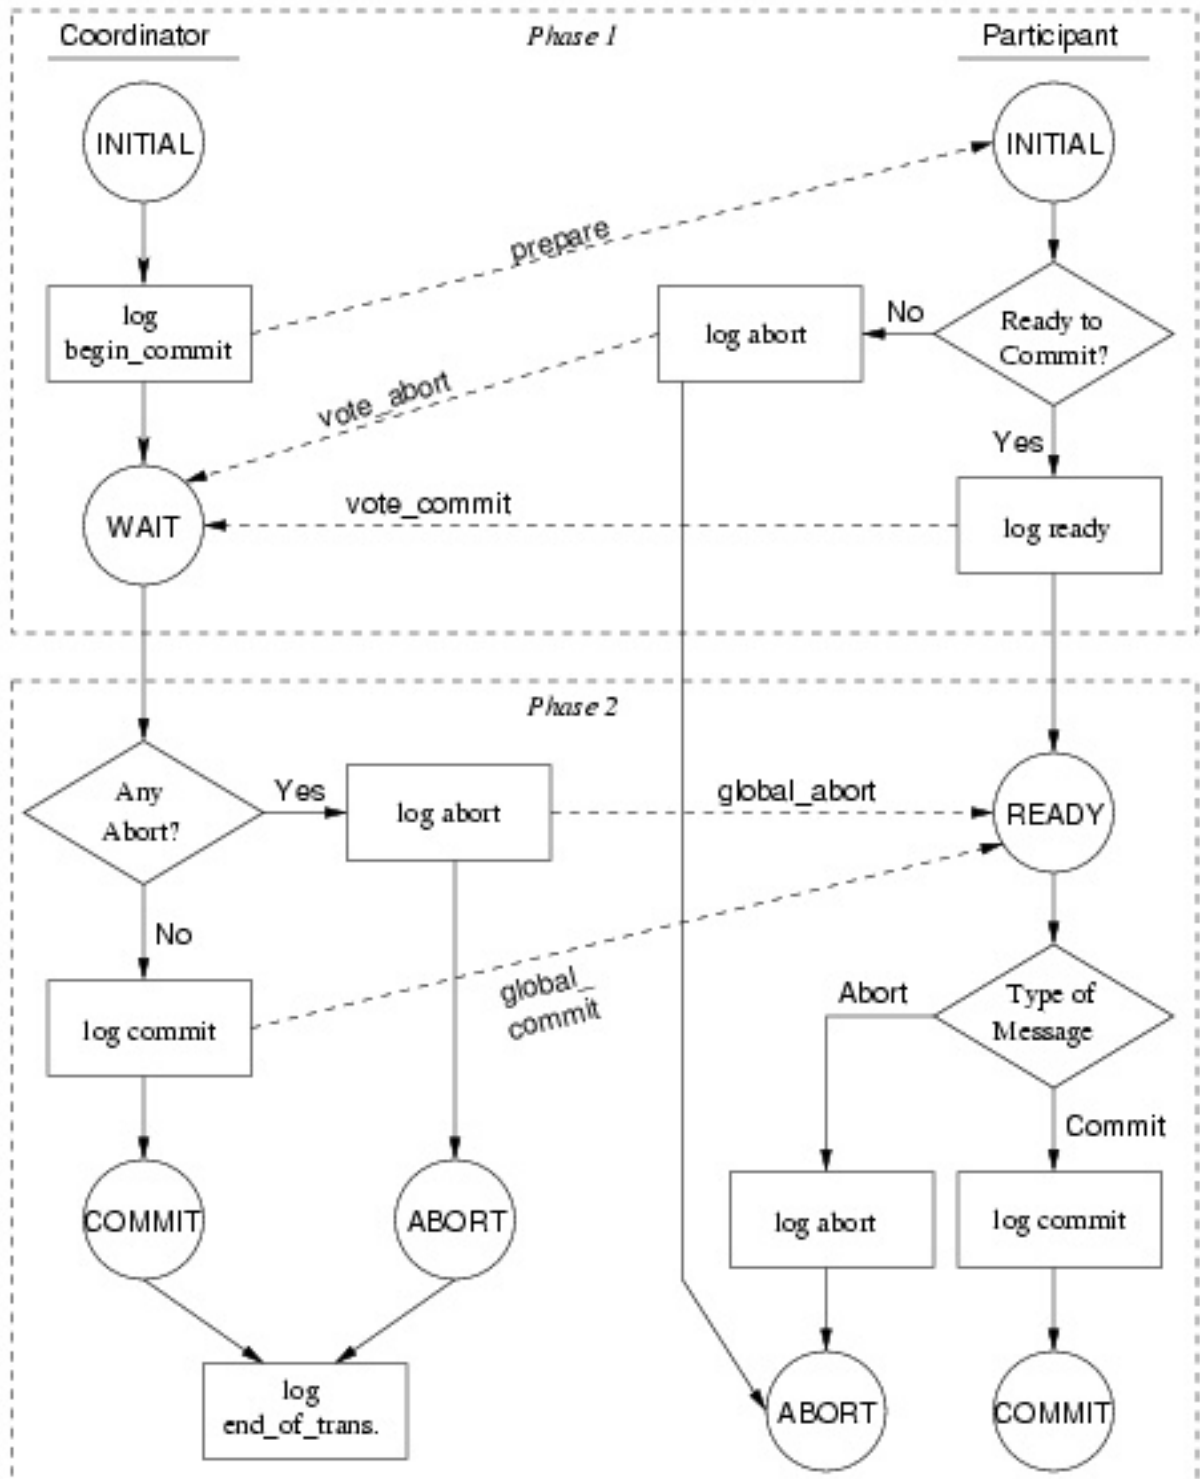 Coordinator
Phase 1
Participant
INITIAL
INITIAL
prepare
log
begin_commit
log abort
No
Ready to
Commit?
vote_abort
Yes
vote_commit
WAIT
log ready
Phase 2
Any
Abort?
Yes
log abort
global_abort
READY
No
global_
commit
log commit
Abort
Type of
Message
Commit
COMMIT
ABORT
log abort
log commit
log
end_of_trans.
ABORT
COMMIT